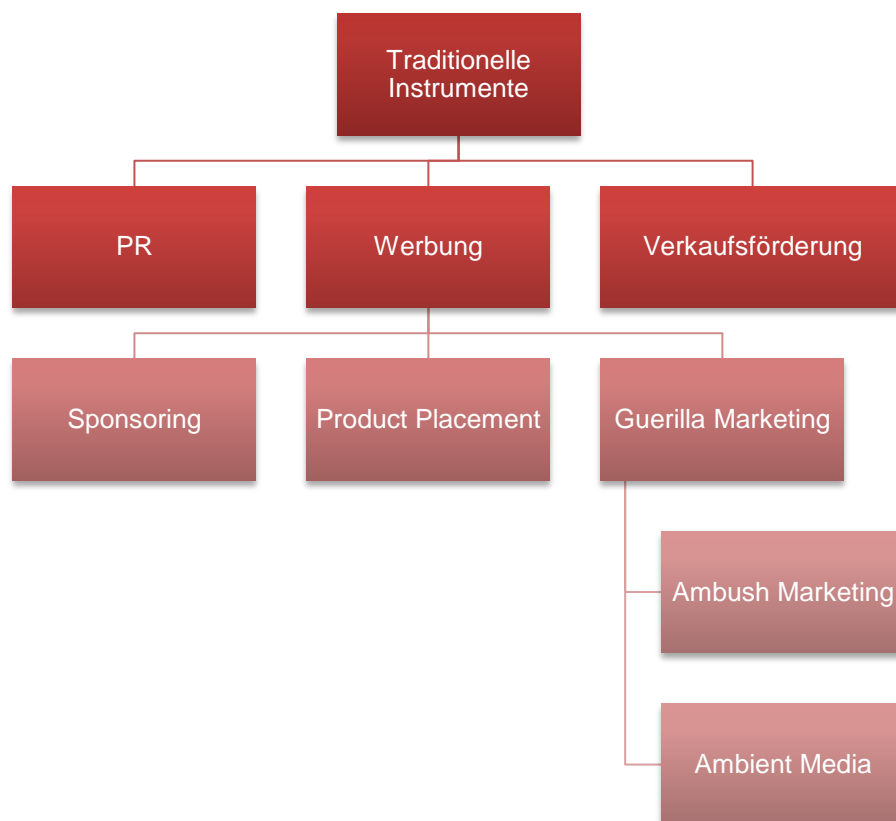 Traditionelle
Instrumente
PR
Werbung
Verkaufsförderung
Sponsoring
Product Placement
Guerilla Marketing
Ambush Marketing
Ambient Media